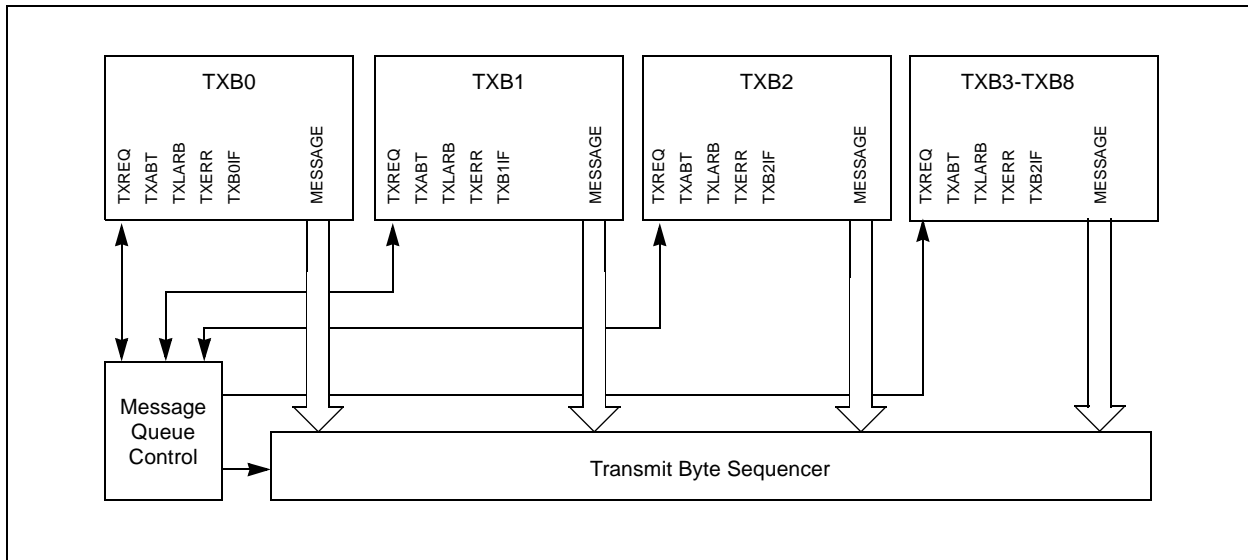 TXB0
TXREQ
TXABT
TXLARB
TXERR
TXB0IF
MESSAGE
TXB1
TXREQ
TXABT
TXLARB
TXERR
TXB1IF
MESSAGE
TXB2
TXREQ
TXABT
TXLARB
TXERR
TXB2IF
MESSAGE
TXB3-TXB8
TXREQ
TXABT
TXLARB
TXERR
TXB2IF
MESSAGE
Message
Queue
Control
Transmit Byte Sequencer